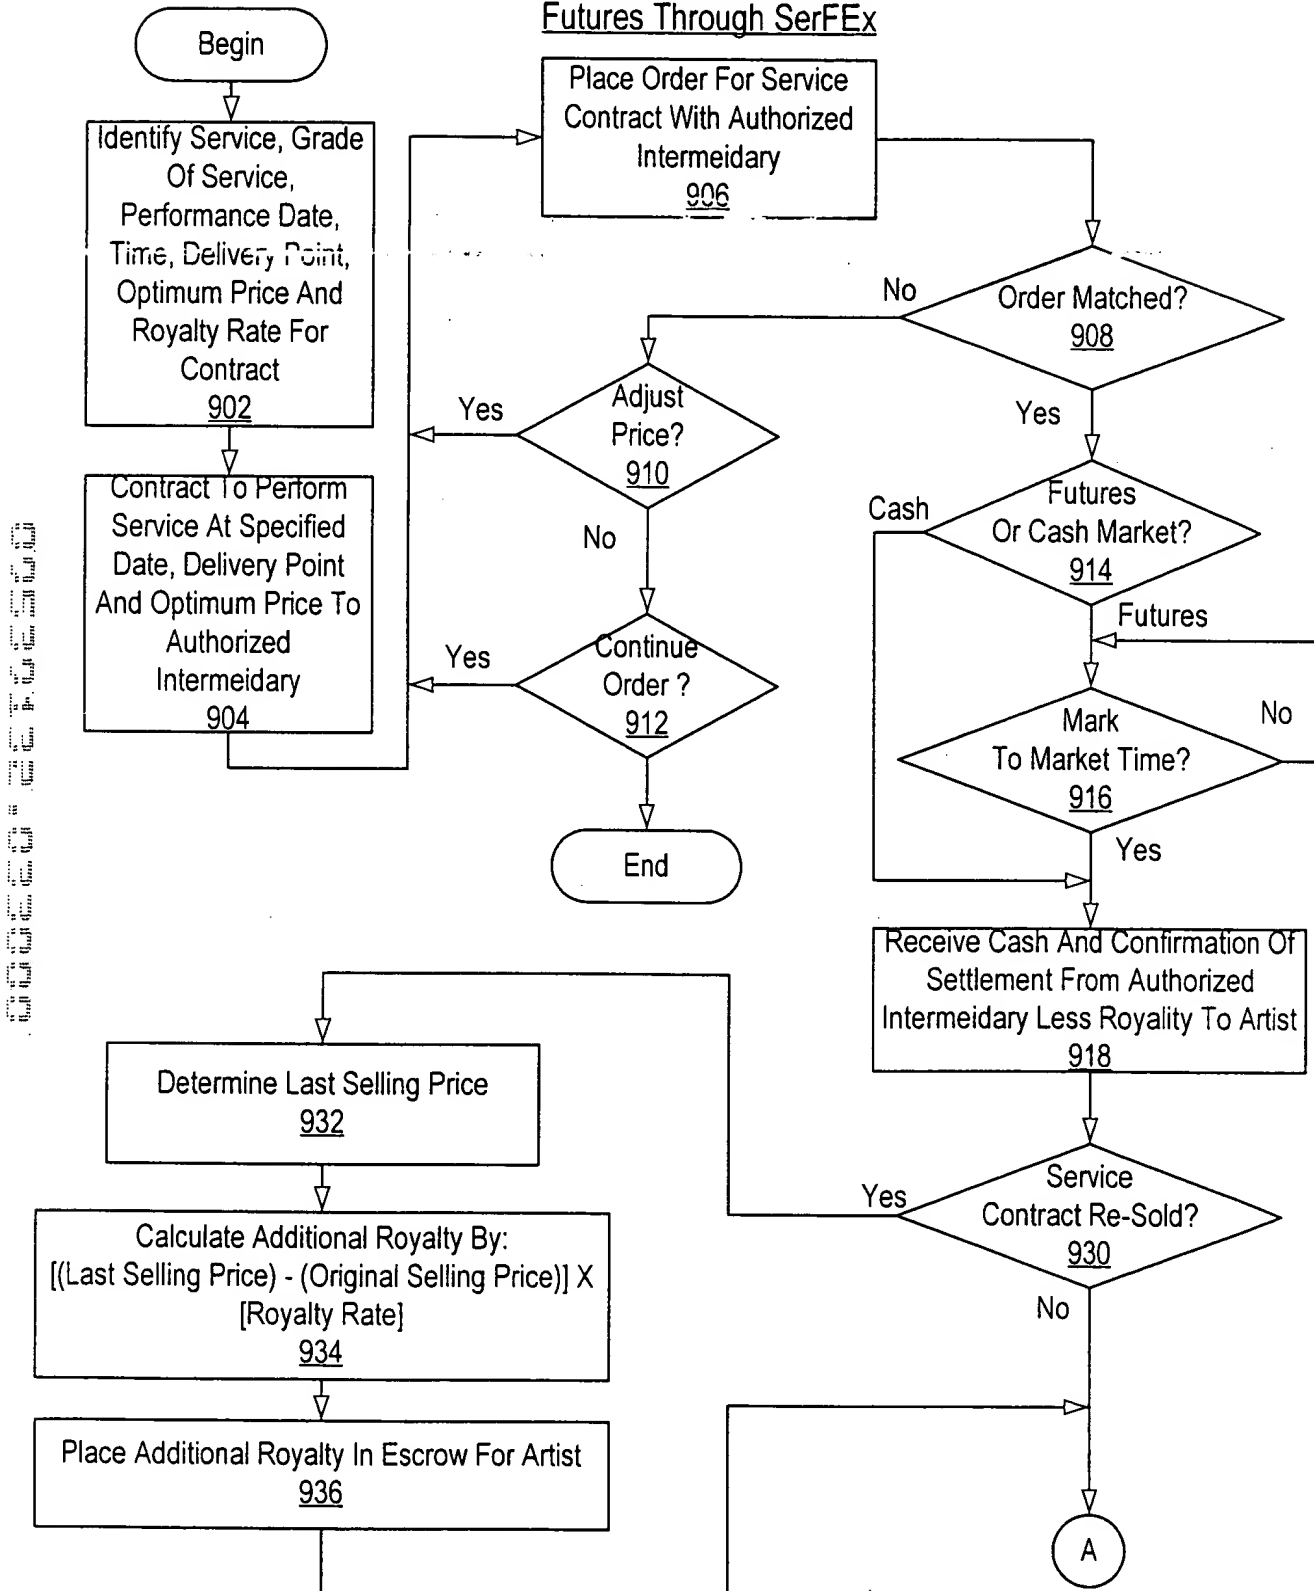 Futures Through SerFEx
Begin
Identify Service, Grade
Of Service,
Performance Date,
Time, Delivery Point,
Optimum Price And
Royalty Rate For
Contract
902
Contract To Perform
Service At Specified
Date, Delivery Point
And Optimum Price To
Authorized
Intermeidary
904
Place Order For Service
Contract With Authorized
Intermeidary
906
Order Matched?
908
No
Yes
Adjust
Price?
910
Yes
No
Continue
Order ?
912
Yes
End
Futures
Or Cash Market?
914
Cash
Futures
Mark
To Market Time?
916
No
Yes
Receive Cash And Confirmation Of
Settlement From Authorized
Intermeidary Less Royality To Artist
918
Service
Contract Re-Sold?
930
Yes
No
Determine Last Selling Price
932
Calculate Additional Royalty By:
[(Last Selling Price) - (Original Selling Price)] X
[Royalty Rate]
934
Place Additional Royalty In Escrow For Artist
936
A